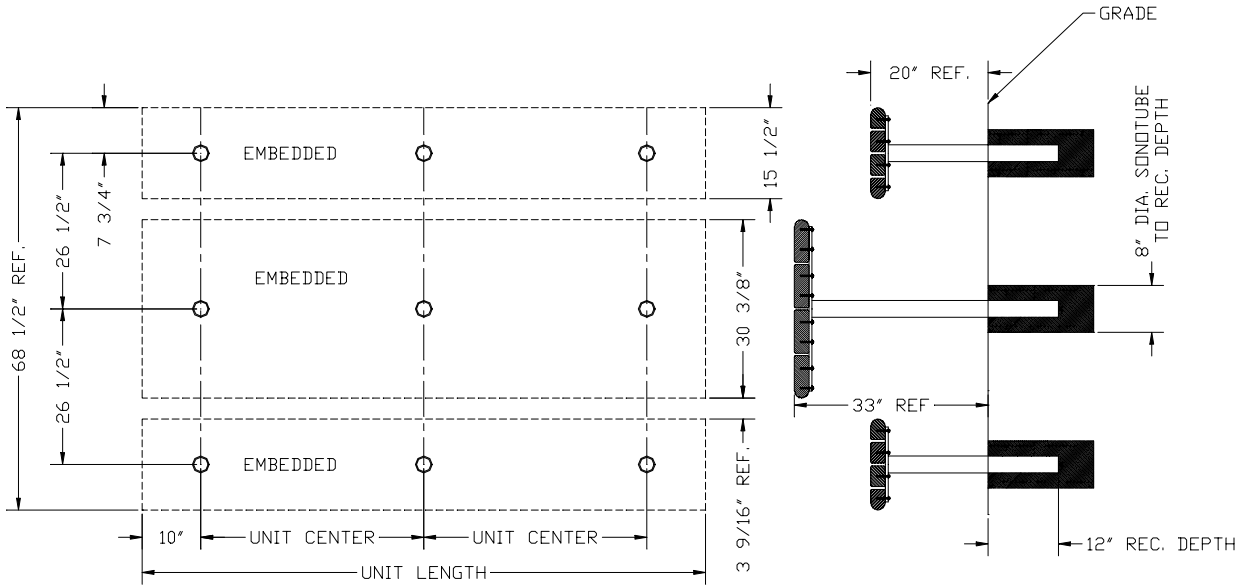 GRADE
20" REF.
EMBEDDED
7 3/4"
15 1/2"
26 1/2"
8" DIA. SONOTUBE
TO REC. DEPTH
68 1/2" REF.
EMBEDDED
30 3/8"
26 1/2"
33" REF
EMBEDDED
3 9/16" REF.
10"
UNIT CENTER
UNIT CENTER
12" REC. DEPTH
UNIT LENGTH